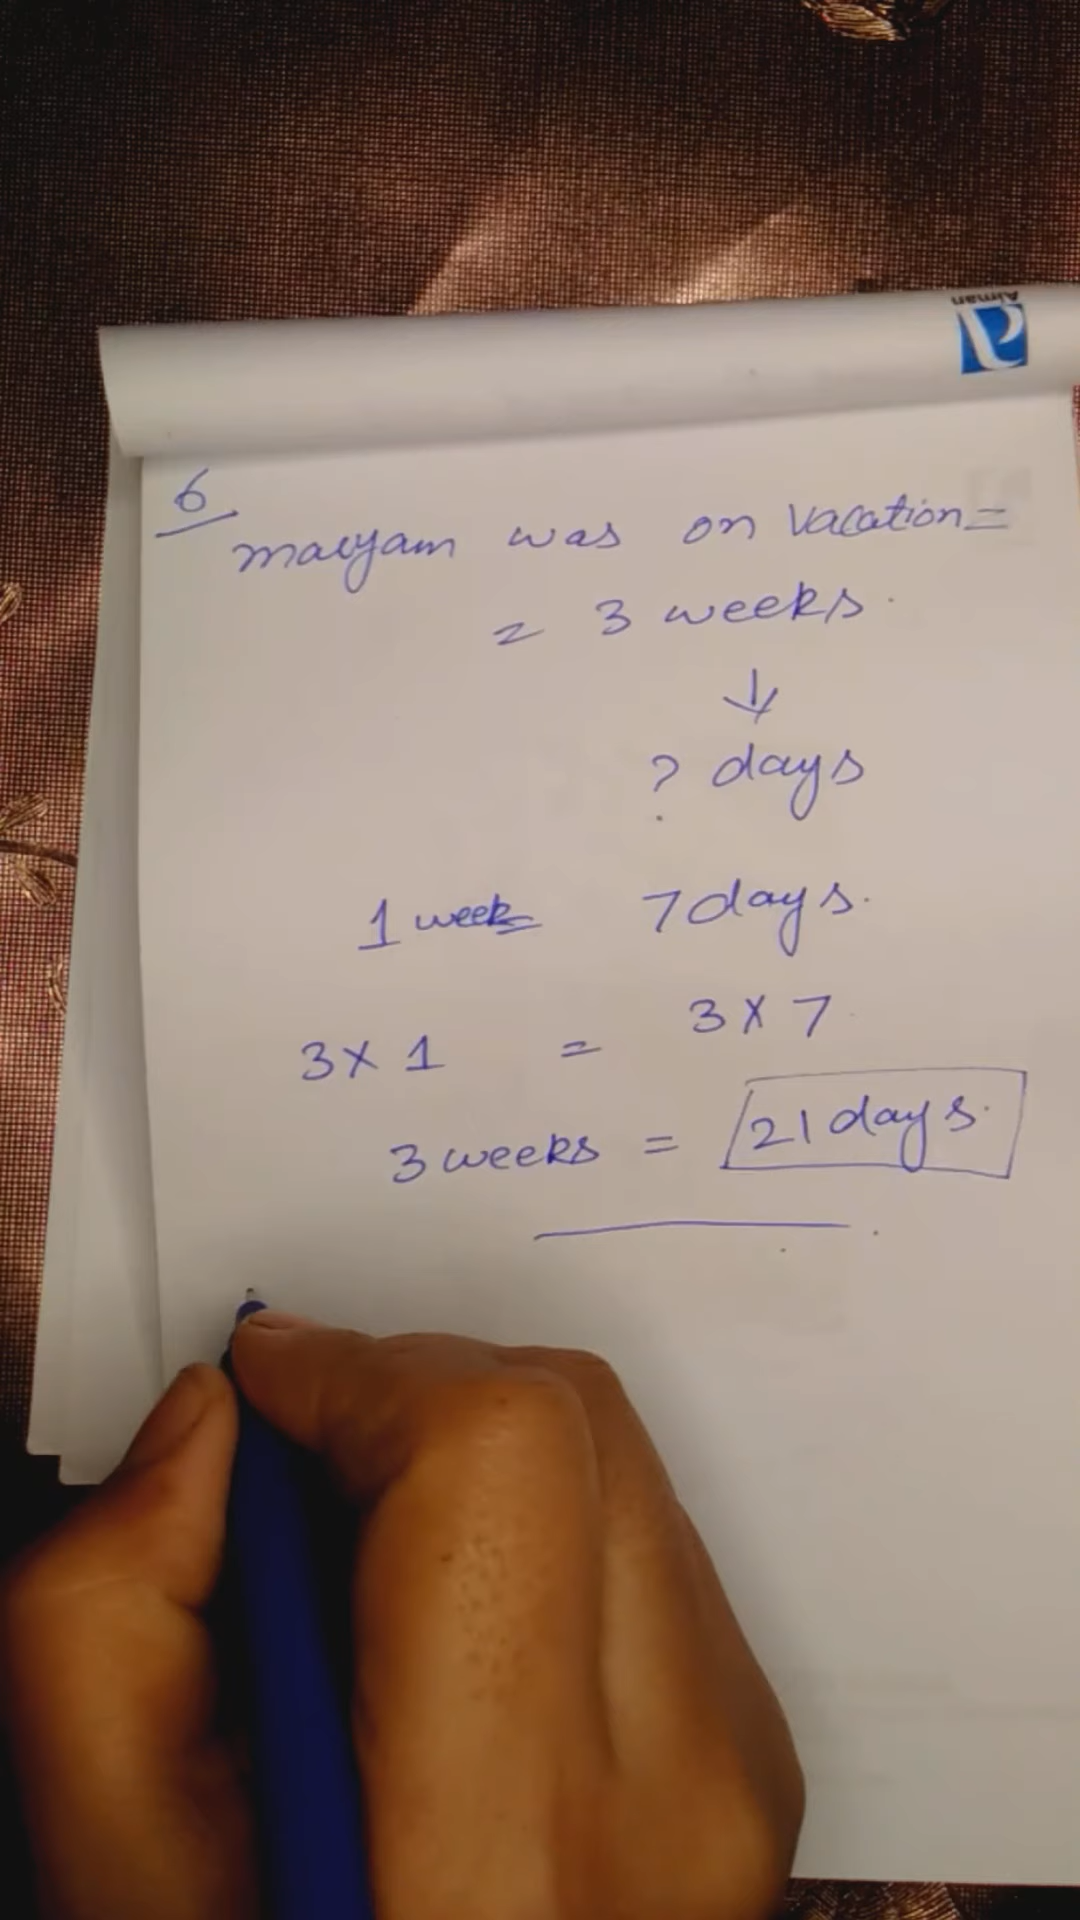 Aiman
6
maryam was on vacation=
= 3 weeks.
↓
? days
1 week 7 days.
3 x 1 = 3 x 7
3 weeks = 21 days.